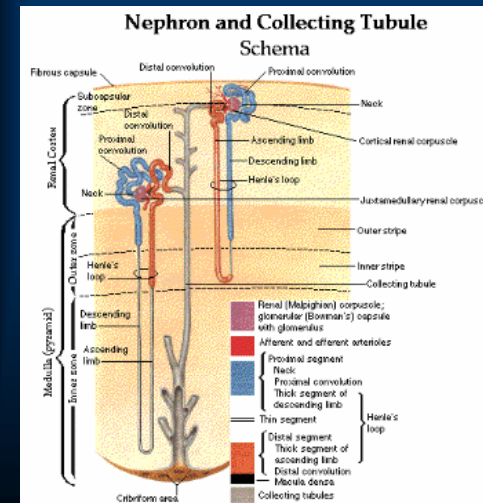 Nephron and Collecting Tubule
Schema
Distal convolution
Proximal convolution
Fibrous capsule
Subcapsular
zone
Neck
Distal
convolution
Cortical renal corpuscle
Proximal
convolution
Ascending limb
Descending limb
Renal Cortex
Neck
Henle's loop
Juxtamedullary renal corpusc
Outer stripe
Outer zone
Henle's
loop
Inner stripe
Collecting tubule
Medulla (pyramid)
Inner zone
Descending
limb
Ascending
limb
Cribriform area
Renal (Malpighian) corpuscle;
glomerular (Bowman's) capsule
with glomerulus
Afferent and efferent arterioles
Proximal segment
Neck
Proximal convolution
Thick segment of
descending limb
Thin segment
Henle's
loop
Distal segment
Thick segment of
ascending limb
Distal convolution
Macula densa
Collecting tubules